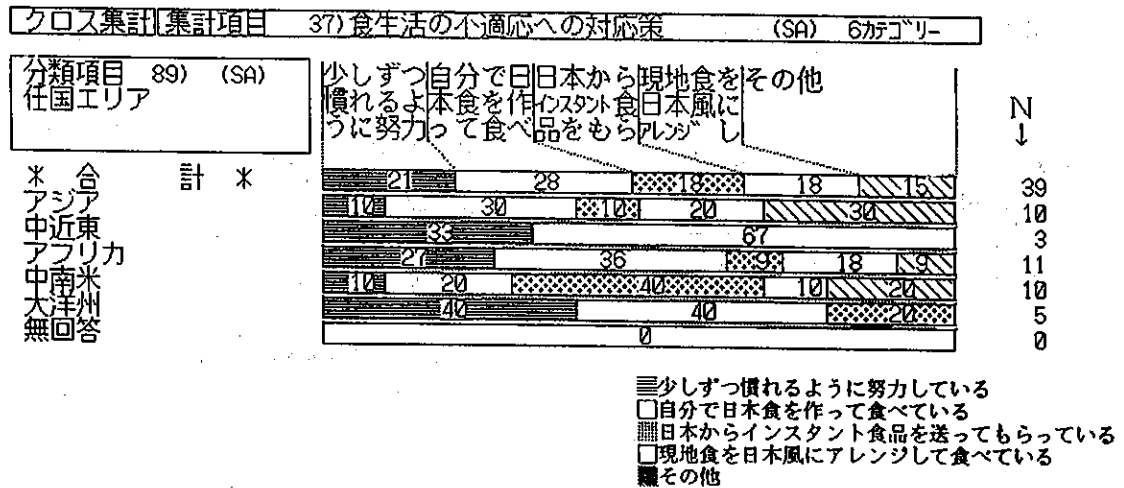 クロス集計 集計項目 37)食生活の不適応への対応策 (SA) 6カテゴリー
分類項目 89) (SA)
任国エリア
少しずつ慣れるよう努力
自分で日本食を作って食べ
日本からインスタント食品をもら
現地食を日本風にアレンジし
その他
N
↓
* 合 計 * 21 28 18 18 15 39
アジア 10 30 10 20 30 10
中近東 33 67 3
アフリカ 27 36 9 18 9 11
中南米 10 20 40 10 20 10
大洋州 40 40 20 5
無回答 0 0
少しずつ慣れるように努力している
自分で日本食を作って食べている
日本からインスタント食品を送ってもらっている
現地食を日本風にアレンジして食べている
その他